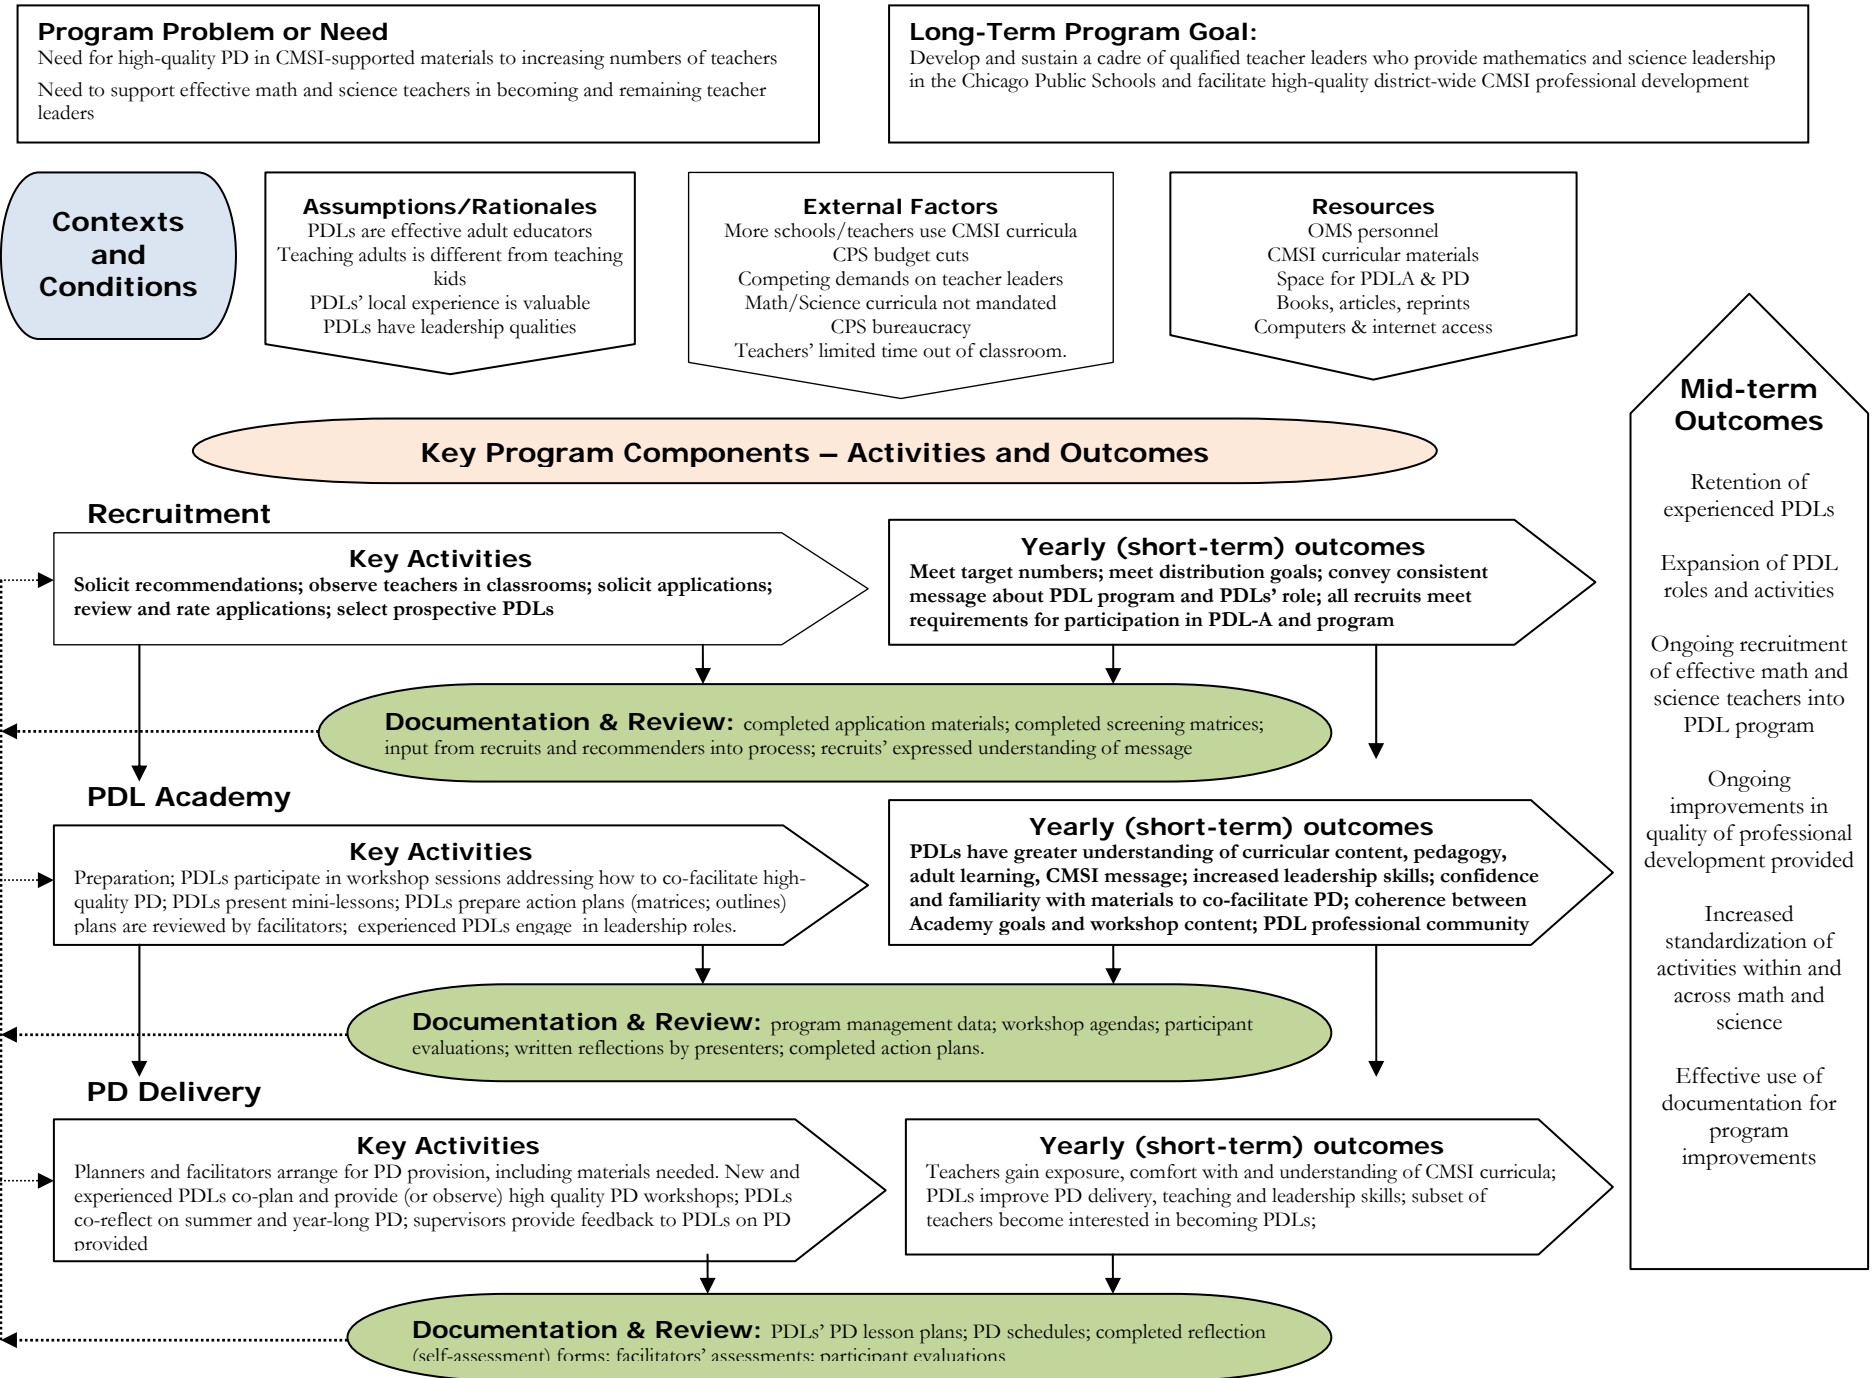 Program Problem or Need
Need for high-quality PD in CMSI-supported materials to increasing numbers of teachers
Need to support effective math and science teachers in becoming and remaining teacher
leaders
Long-Term Program Goal:
Develop and sustain a cadre of qualified teacher leaders who provide mathematics and science leadership
in the Chicago Public Schools and facilitate high-quality district-wide CMSI professional development
Contexts
and
Conditions
Assumptions/Rationales
PDLs are effective adult educators
Teaching adults is different from teaching
kids
PDLs’ local experience is valuable
PDLs have leadership qualities
External Factors
More schools/teachers use CMSI curricula
CPS budget cuts
Competing demands on teacher leaders
Math/Science curricula not mandated
CPS bureaucracy
Teachers’ limited time out of classroom.
Resources
OMS personnel
CMSI curricular materials
Space for PDLA & PD
Books, articles, reprints
Computers & internet access
Key Program Components – Activities and Outcomes
Recruitment
Key Activities
Solicit recommendations; observe teachers in classrooms; solicit applications;
review and rate applications; select prospective PDLs
Yearly (short-term) outcomes
Meet target numbers; meet distribution goals; convey consistent
message about PDL program and PDLs’ role; all recruits meet
requirements for participation in PDL-A and program
Documentation & Review: completed application materials; completed screening matrices;
input from recruits and recommenders into process; recruits’ expressed understanding of message
PDL Academy
Key Activities
Preparation; PDLs participate in workshop sessions addressing how to co-facilitate high-
quality PD; PDLs present mini-lessons; PDLs prepare action plans (matrices; outlines)
plans are reviewed by facilitators; experienced PDLs engage in leadership roles.
Yearly (short-term) outcomes
PDLs have greater understanding of curricular content, pedagogy,
adult learning, CMSI message; increased leadership skills; confidence
and familiarity with materials to co-facilitate PD; coherence between
Academy goals and workshop content; PDL professional community
Documentation & Review: program management data; workshop agendas; participant
evaluations; written reflections by presenters; completed action plans.
PD Delivery
Key Activities
Planners and facilitators arrange for PD provision, including materials needed. New and
experienced PDLs co-plan and provide (or observe) high quality PD workshops; PDLs
co-reflect on summer and year-long PD; supervisors provide feedback to PDLs on PD
provided
Yearly (short-term) outcomes
Teachers gain exposure, comfort with and understanding of CMSI curricula;
PDLs improve PD delivery, teaching and leadership skills; subset of
teachers become interested in becoming PDLs;
Documentation & Review: PDLs’ PD lesson plans; PD schedules; completed reflection
(self-assessment) forms; facilitators’ assessments; participant evaluations
Mid-term
Outcomes
Retention of
experienced PDLs
Expansion of PDL
roles and activities
Ongoing recruitment
of effective math and
science teachers into
PDL program
Ongoing
improvements in
quality of professional
development provided
Increased
standardization of
activities within and
across math and
science
Effective use of
documentation for
program
improvements